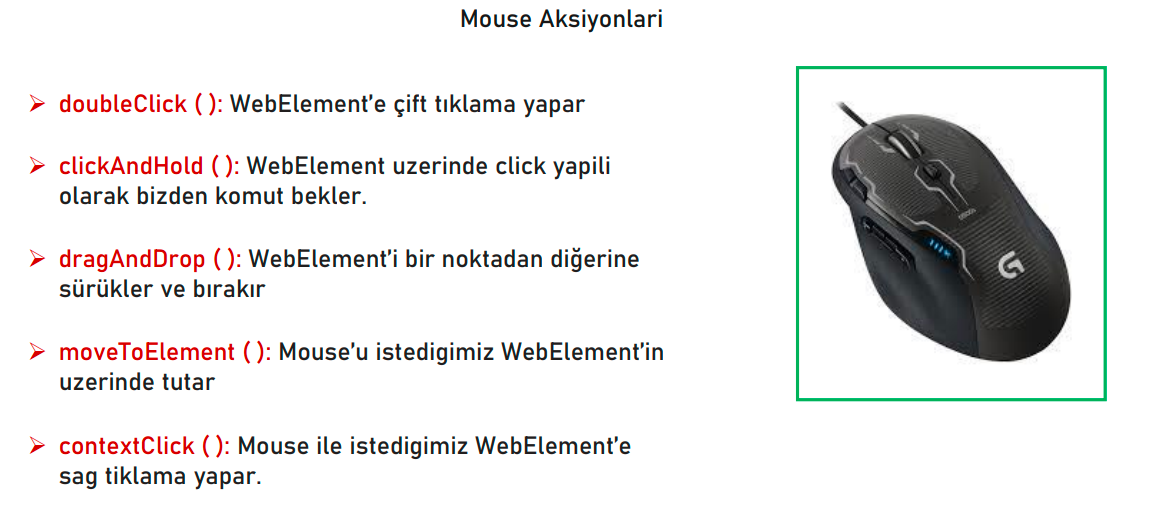 Mouse Aksiyonlari
➢ doubleClick ( ): WebElement’e çift tıklama yapar
➢ clickAndHold ( ): WebElement uzerinde click yapili
olarak bizden komut bekler.
➢ dragAndDrop ( ): WebElement’i bir noktadan diğerine
sürükler ve bırakır
➢ moveToElement ( ): Mouse’u istedigimiz WebElement’in
uzerinde tutar
➢ contextClick ( ): Mouse ile istedigimiz WebElement’e
sag tiklama yapar.